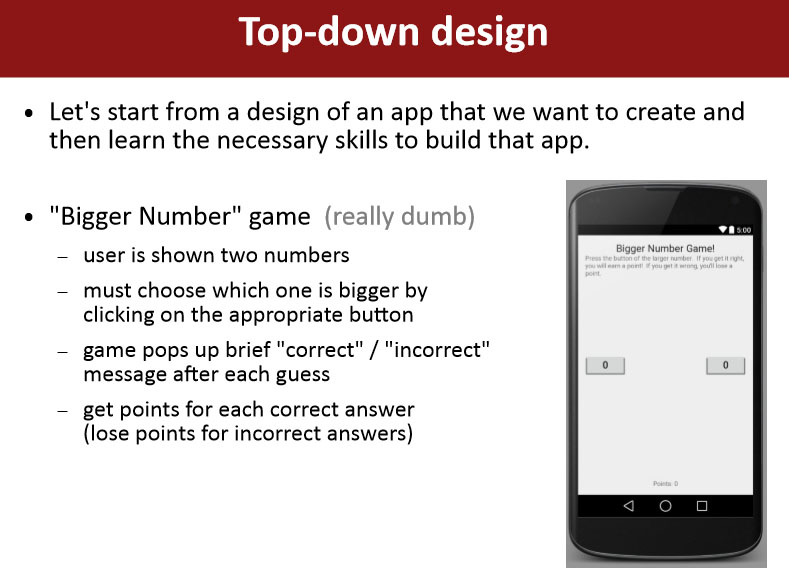 Top-down design
• Let's start from a design of an app that we want to create and
then learn the necessary skills to build that app.
• "Bigger Number" game (really dumb)
– user is shown two numbers
– must choose which one is bigger by
clicking on the appropriate button
– game pops up brief "correct" / "incorrect"
message after each guess
– get points for each correct answer
(lose points for incorrect answers)
5:00
Bigger Number Game!
Press the button of the larger number. If you get it right,
you will earn a point! If you get it wrong, you'll lose a
point.
0 0
Points: 0